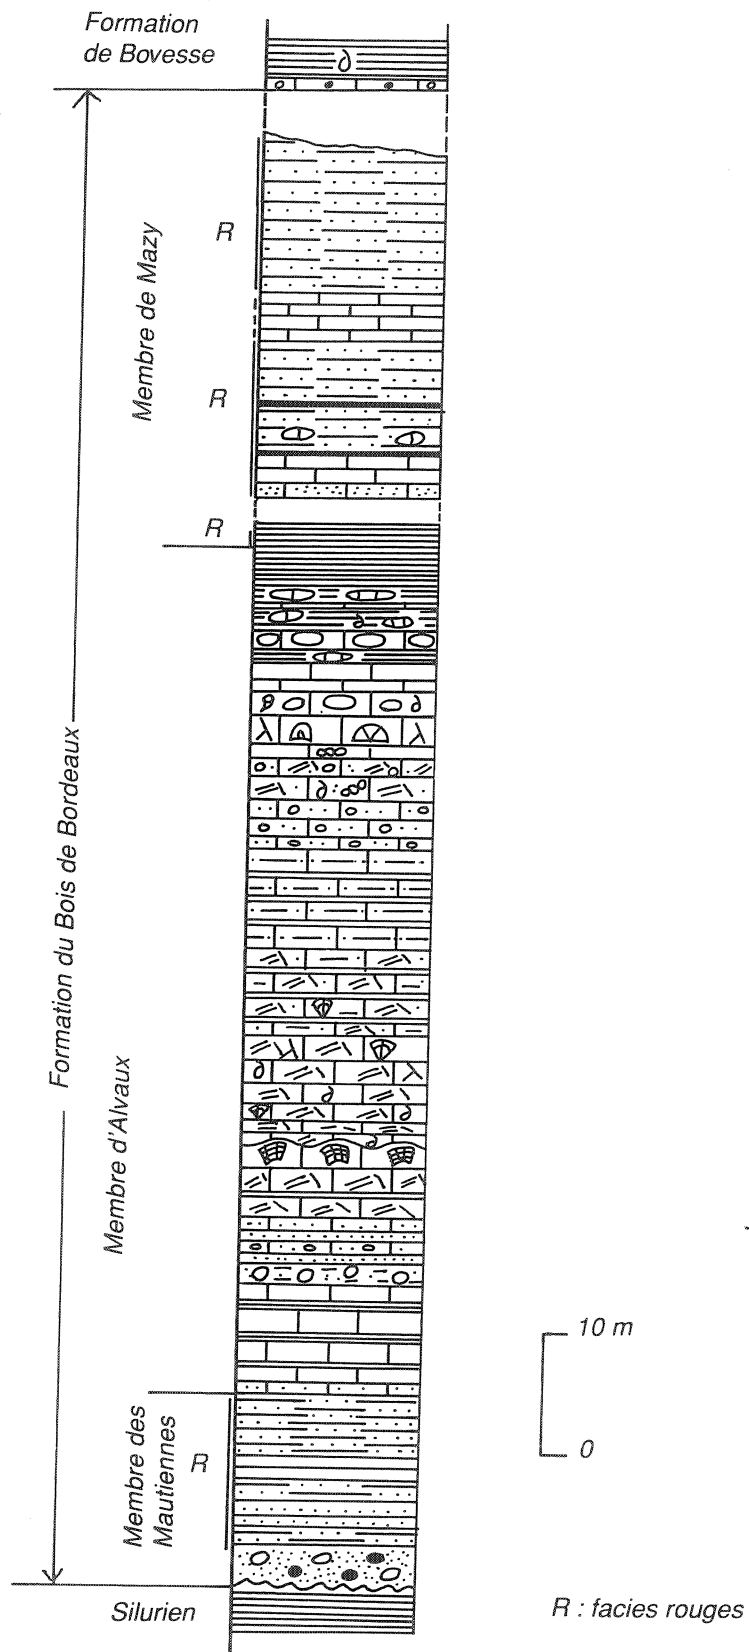 Formation
de Bovesse
R
Membre de Mazy
R
R
Formation du Bois de Bordeaux
Membre d'Alvaux
10 m
0
Membre des
Mautiennes
R
Silurien
R : facies rouges